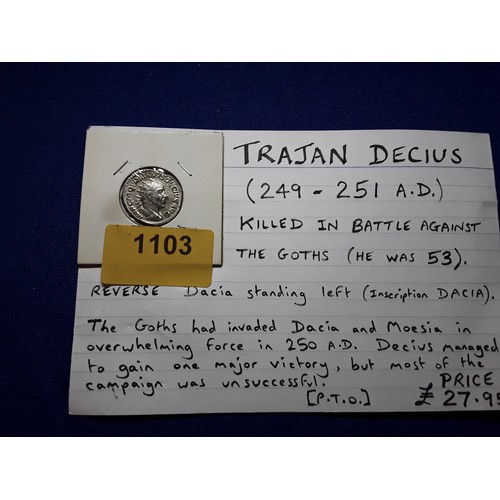 TRAJAN DECIUS
(249 - 251 A.D.)
KILLED IN BATTLE AGAINST
THE GOTHS (HE WAS 53).
1103
REVERSE Dacia standing left (Inscription DACIA).
The Goths had invaded Dacia and Moesia in
overwhelming force in 250 A.D. Decius managed
to gain one major victory, but most of the
campaign was unsuccessful.
PRICE
[P.T.O.] £ 27.95